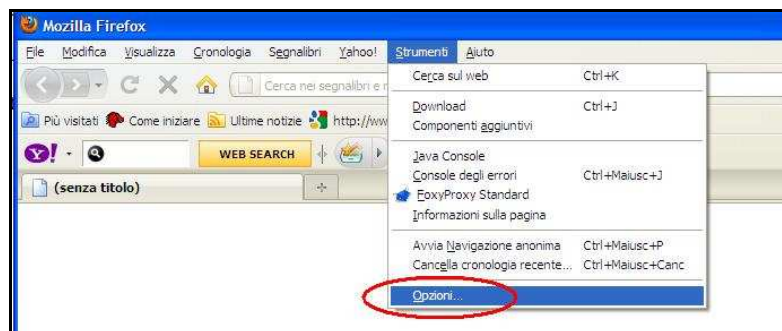 Mozilla Firefox
File Modifica Visualizza Cronologia Segnalibri Yahoo! Strumenti Aiuto
Cerca nei segnalibri e
Più visitati Come iniziare Ultime notizie http://ww
Y! WEB SEARCH
(senza titolo)
Cerca sul web Ctrl+K
Download Ctrl+J
Componenti aggiuntivi
Java Console
Console degli errori Ctrl+Maiusc+J
FoxyProxy Standard
Informazioni sulla pagina
Avvia Navigazione anonima Ctrl+Maiusc+P
Cancella cronologia recente... Ctrl+Maiusc+Canc
Opzioni...